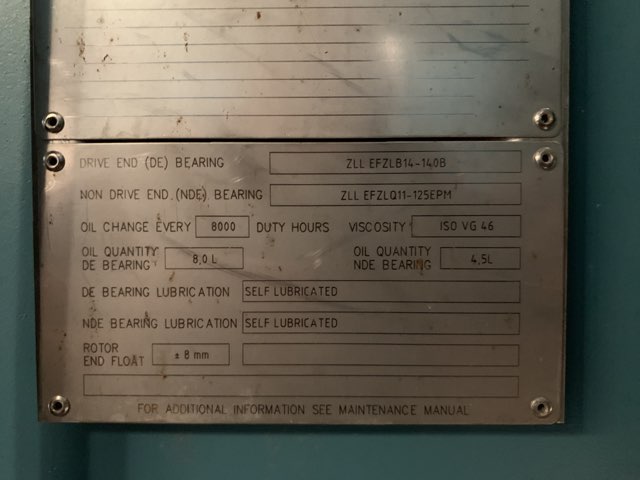 DRIVE END (DE) BEARING ZLL EFZLB14-140B
NON DRIVE END (NDE) BEARING ZLL EFZLQ11-125EPM
OIL CHANGE EVERY 8000 DUTY HOURS VISCOSITY ISO VG 46
OIL QUANTITY DE BEARING 8,0 L OIL QUANTITY NDE BEARING 4,5L
DE BEARING LUBRICATION SELF LUBRICATED
NDE BEARING LUBRICATION SELF LUBRICATED
ROTOR END FLOAT ± 8 mm
FOR ADDITIONAL INFORMATION SEE MAINTENANCE MANUAL